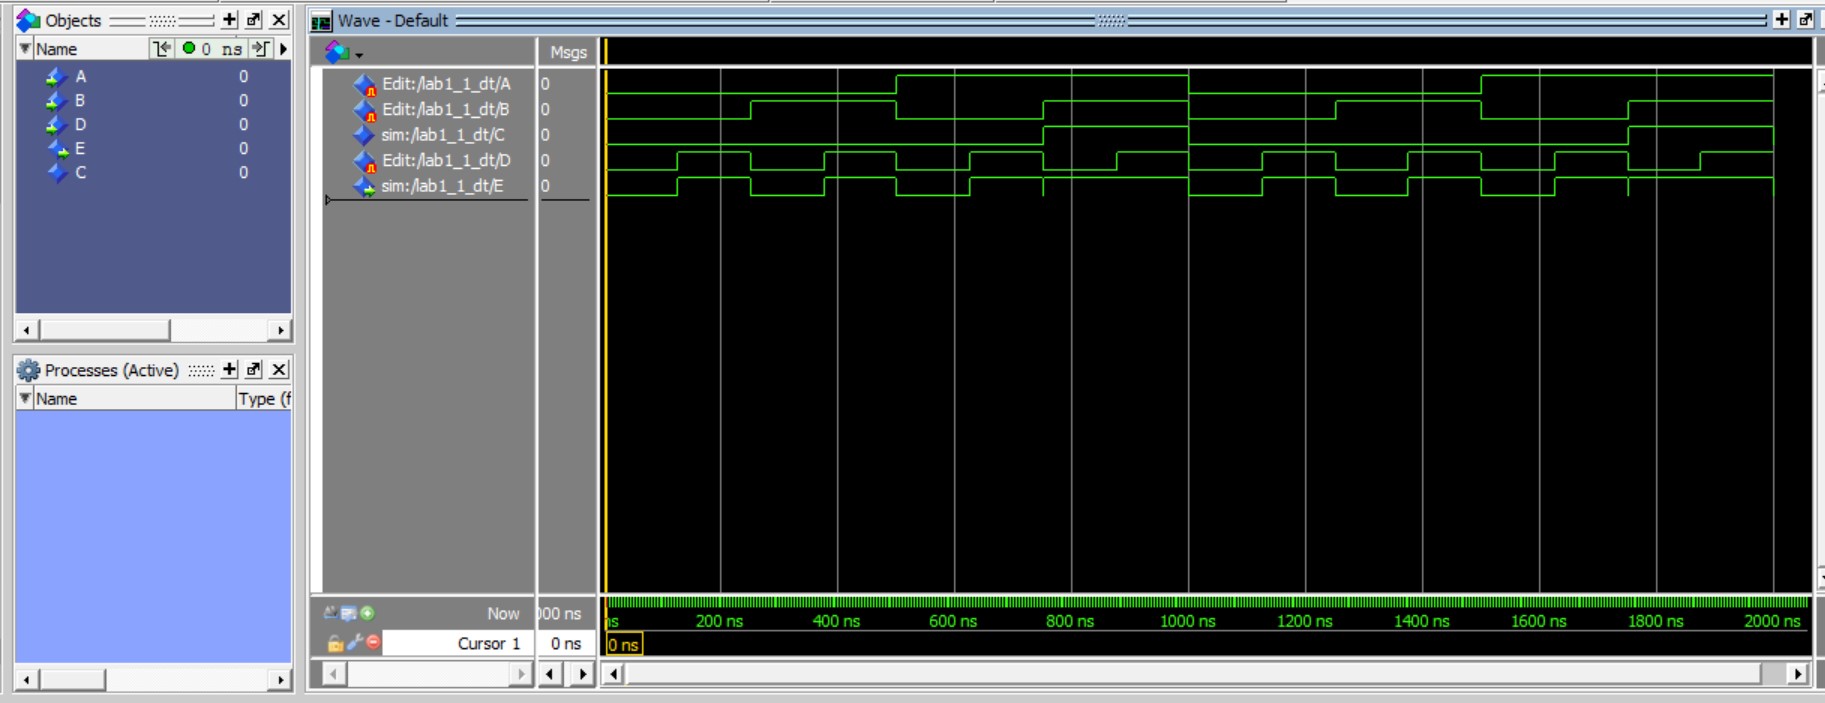 Objects
Name 0 ns
A 0
B 0
D 0
E 0
C 0
Processes (Active)
Name Type (f
Wave - Default
Msgs
Edit:/lab1_1_dt/A 0
Edit:/lab1_1_dt/B 0
sim:/lab1_1_dt/C 0
Edit:/lab1_1_dt/D 0
sim:/lab1_1_dt/E 0
Now 000 ns
ns 200 ns 400 ns 600 ns 800 ns 1000 ns 1200 ns 1400 ns 1600 ns 1800 ns 2000 ns
Cursor 1 0 ns
0 ns